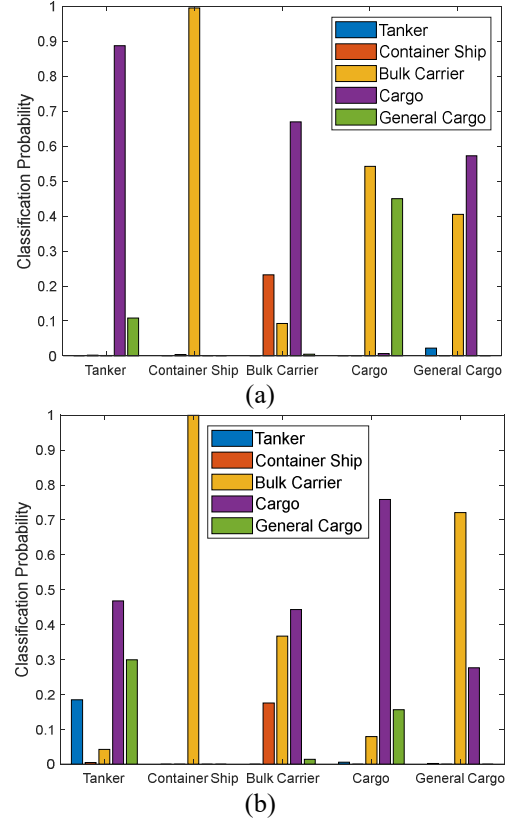 1
0.9
0.8
0.7
0.6
0.5
0.4
0.3
0.2
0.1
0
Classification Probability
Tanker
Container Ship
Bulk Carrier
Cargo
General Cargo
Tanker Container Ship Bulk Carrier Cargo General Cargo
(a)
1
0.9
0.8
0.7
0.6
0.5
0.4
0.3
0.2
0.1
0
Classification Probability
Tanker
Container Ship
Bulk Carrier
Cargo
General Cargo
Tanker Container Ship Bulk Carrier Cargo General Cargo
(b)